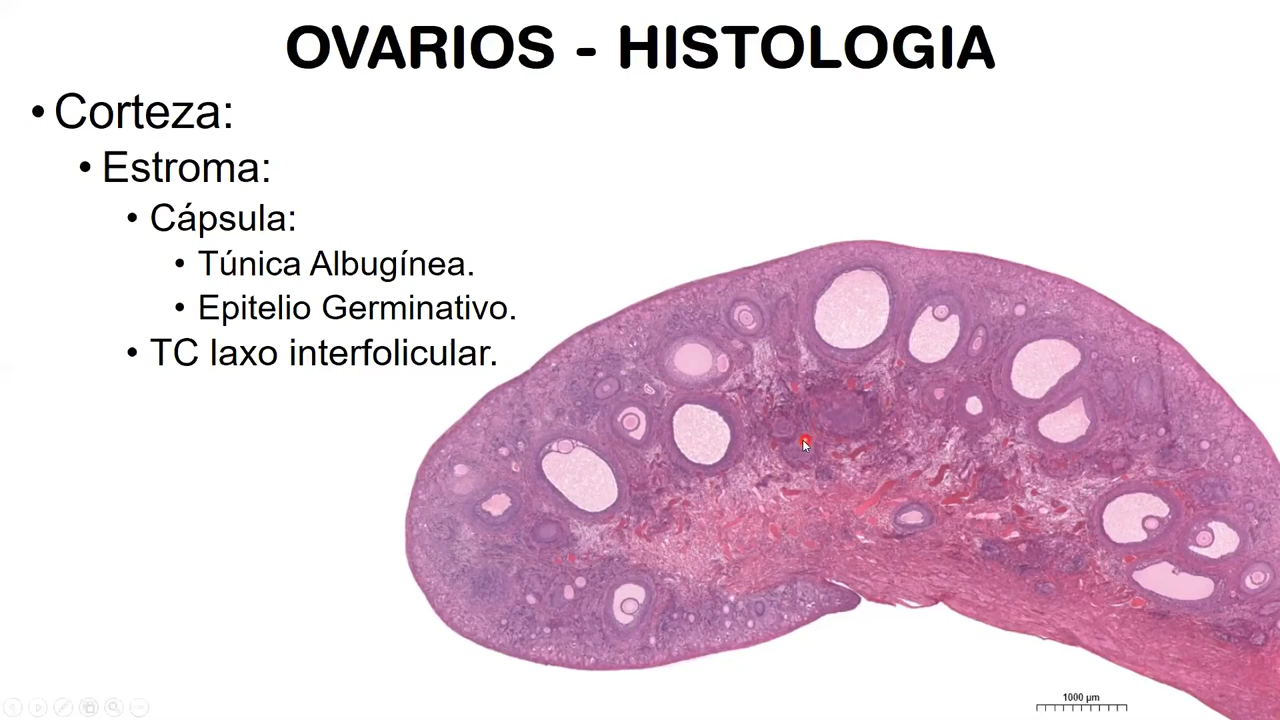 OVARIOS - HISTOLOGIA
• Corteza:
• Estroma:
• Cápsula:
• Túnica Albugínea.
• Epitelio Germinativo.
• TC laxo interfolicular.
1000 µm